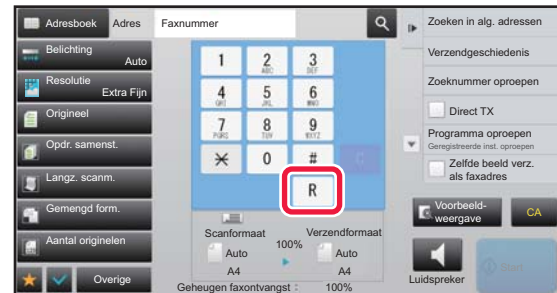 Adresboek Adres Faxnummer
Belichting
Auto
Resolutie
Extra Fijn
Origineel
Opdr. samenst.
Langz. scanm.
Gemengd form.
Aantal originelen
Overige
1 2 3
ABC DEF
4 5 6
GHI JKL MNO
7 8 9
PQRS TUV WXYZ
0 # C
R
Scanformaat 100% Verzendformaat
Auto Auto
A4 A4
Geheugen faxontvangst : 100%
Zoeken in alg. adressen
Verzendgeschiedenis
Zoeknummer oproepen
Direct TX
Programma oproepen
Geregistreerde inst. oproepen
Zelfde beeld verz.
als faxadres
Voorbeeld-
weergave
CA
Luidspreker
Start